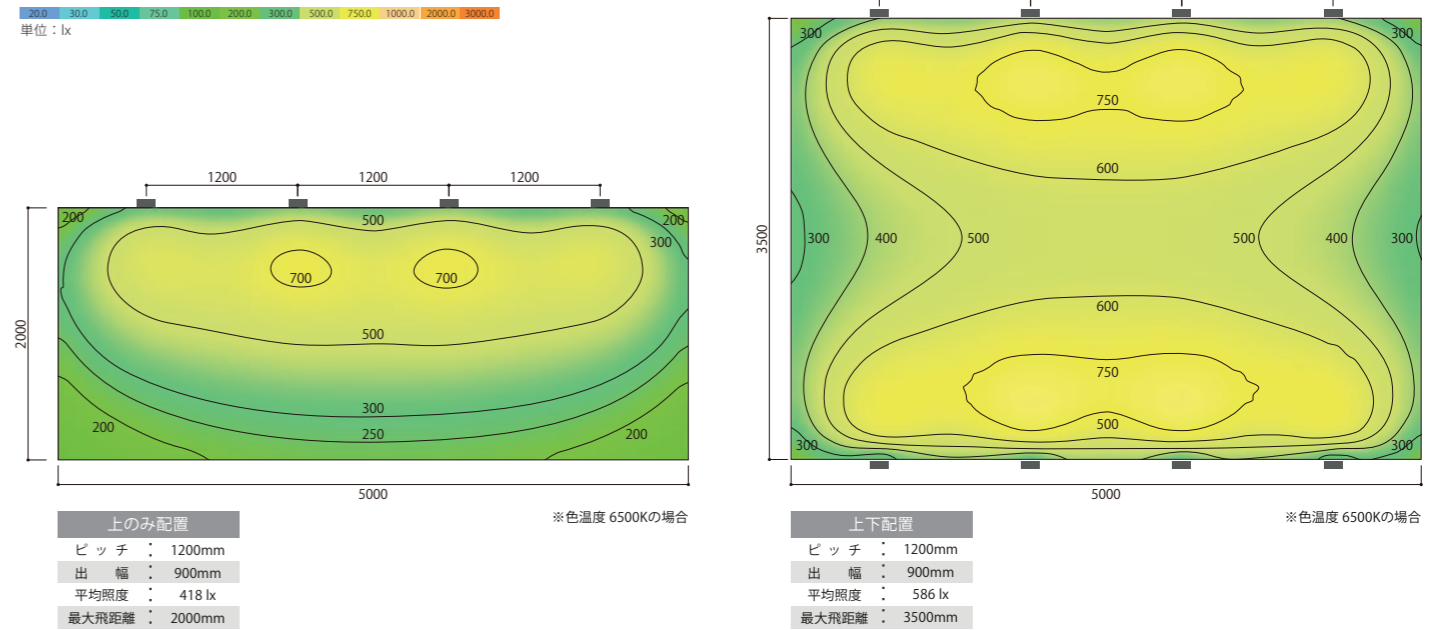 20.0 30.0 50.0 75.0 100.0 200.0 300.0 500.0 750.0 1000.0 2000.0 3000.0
単位：lx
1200 1200 1200
200 500 200
300
700 700
500
300
250
200 200
2000
5000
※色温度 6500Kの場合
上のみ配置
ピッチ：1200mm
出幅：900mm
平均照度：418 lx
最大飛距離：2000mm
300 300
750
600
300 400 500 500 400 300
600
750
500
300 300
3500
5000
※色温度 6500Kの場合
上下配置
ピッチ：1200mm
出幅：900mm
平均照度：586 lx
最大飛距離：3500mm